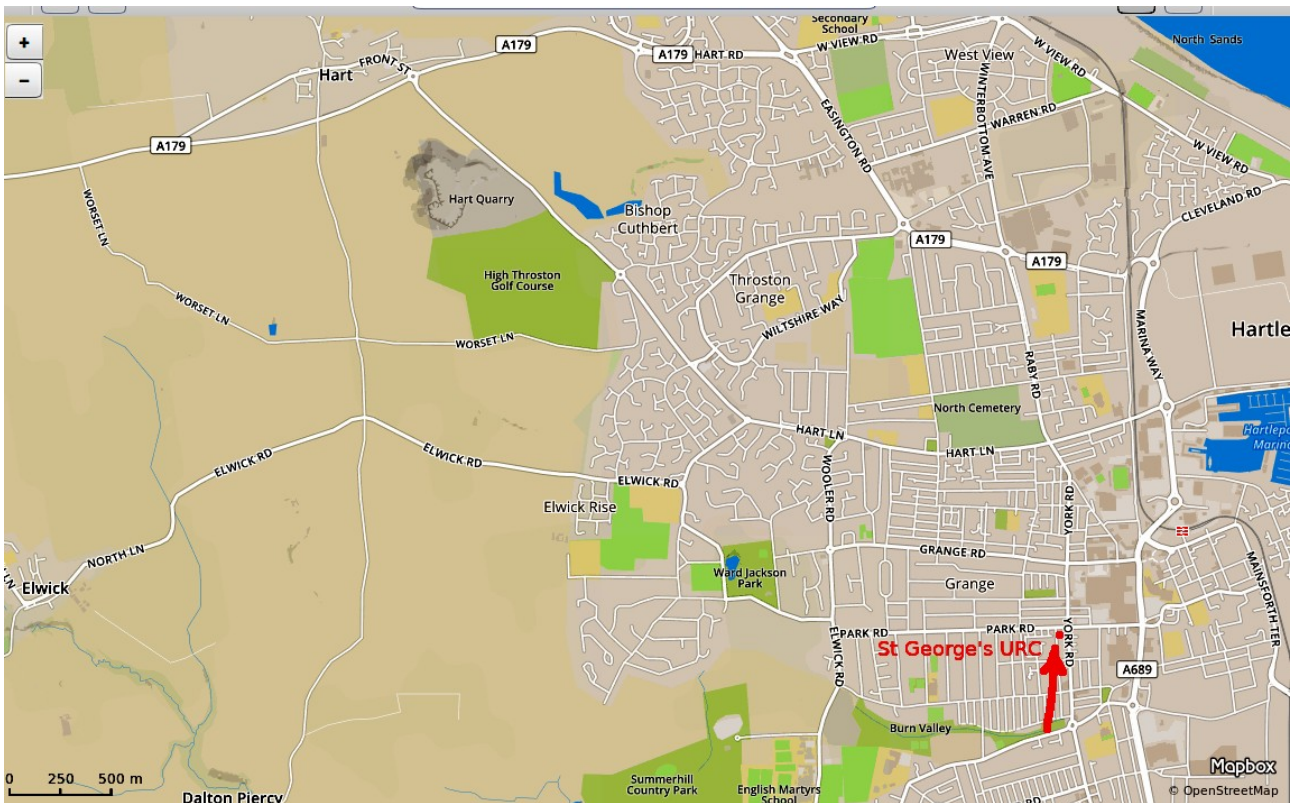 Secondary
School
North Sands
+
A179
A179
HART RD
W VIEW RD
W VIEW RD
West View
−
Hart
FRONT ST
WINTERBOTTOM AVE
WARREN RD
EASINGTON RD
A179
W VIEW RD
Hart Quarry
WORSET LN
Bishop
Cuthbert
CLEVELAND RD
A179
A179
High Throston
Golf Course
Throston
Grange
WORSET LN
WILTSHIRE WAY
MARINA WAY
Hartle
WORSET LN
RABY RD
North Cemetery
HART LN
HART LN
Hartlepo
Marina
ELWICK RD
ELWICK RD
ELWICK RD
WOOLER RD
YORK RD
Elwick Rise
NORTH LN
GRANGE RD
LN
Elwick
Ward Jackson
Park
Grange
MAINSFORTH TER
PARK RD
PARK RD
YORK RD
ELWICK RD
St George's URC
A689
Burn Valley
0 250 500 m
Summerhill
Country Park
English Martyrs
School
Dalton Piercy
Mapbox
© OpenStreetMap